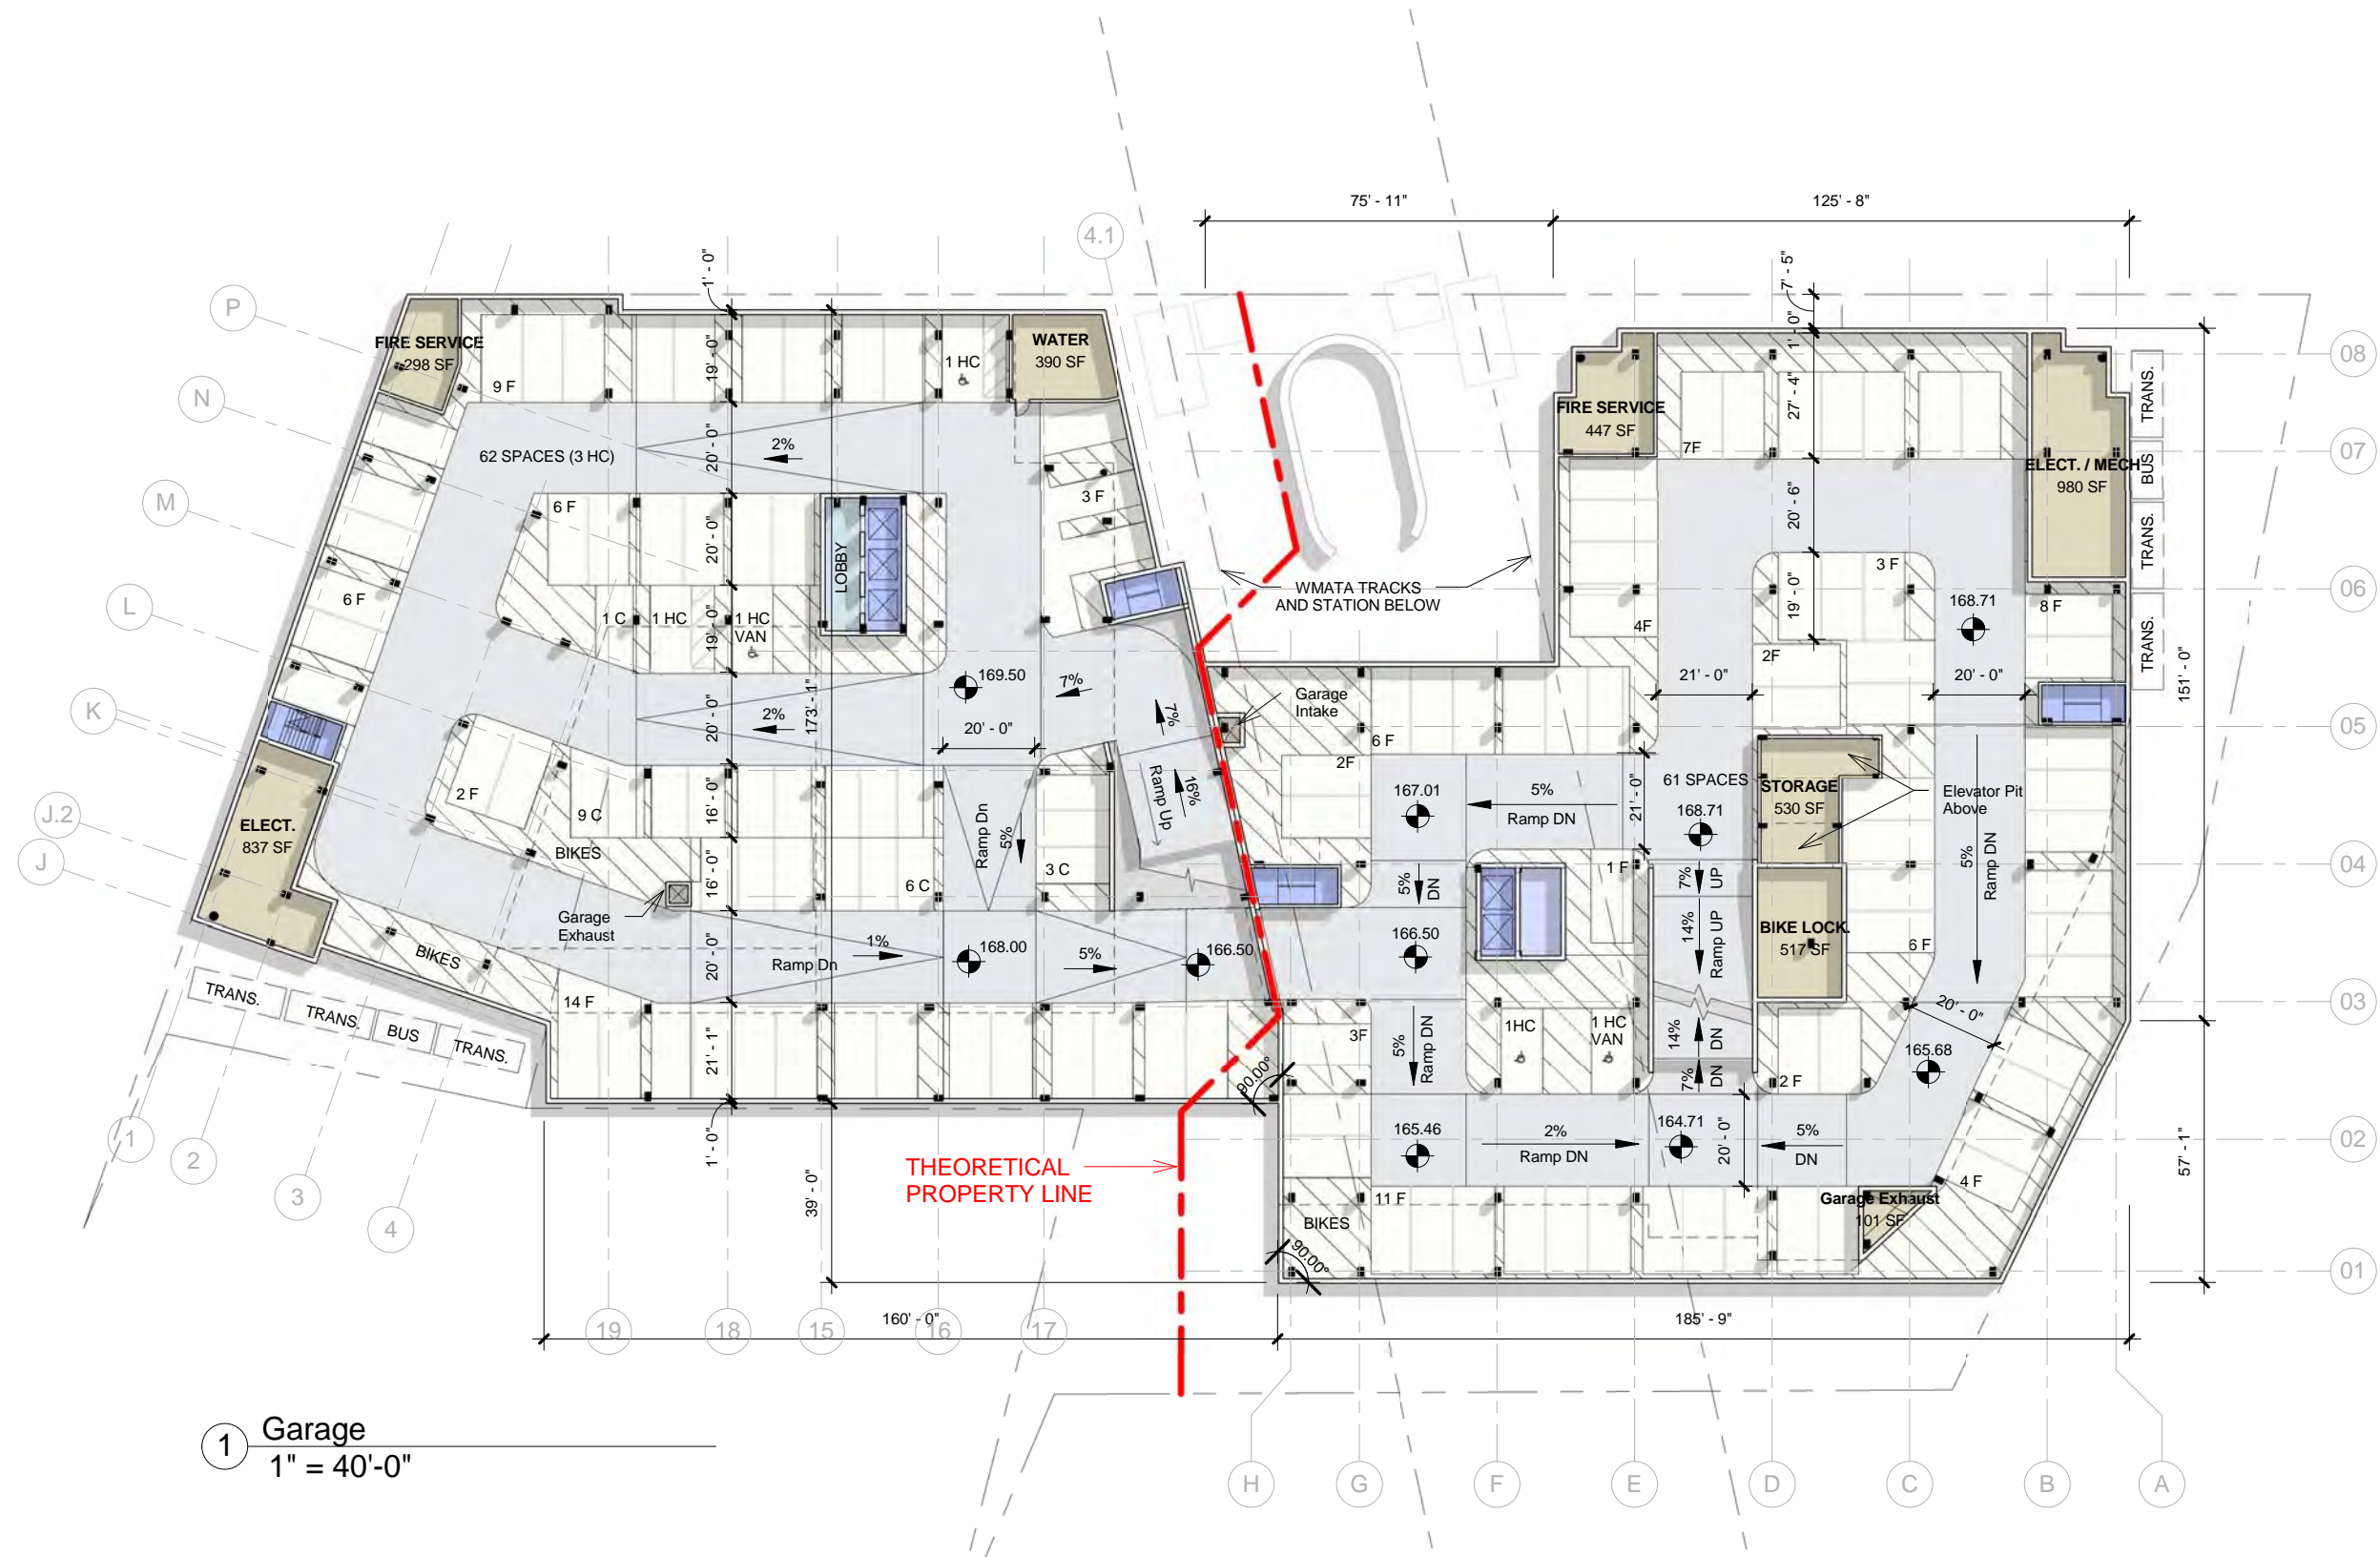 4.1
75' - 11"
125' - 8"
P
1' - 0"
7' - 5"
FIRE SERVICE
298 SF
9 F
19' - 0"
1 HC
WATER
390 SF
1' - 0"
08
TRANS.
N
FIRE SERVICE
447 SF
27' - 4"
7F
62 SPACES (3 HC)
20' - 0"
2%
07
ELECT. / MECH
980 SF
BUS
M
6 F
3 F
20' - 0"
LOBBY
20' - 6"
TRANS.
WMATA TRACKS
AND STATION BELOW
L
6 F
1 C
1 HC
1 HC
VAN
19' - 0"
4F
3 F
19' - 0"
168.71
8 F
06
TRANS.
2F
169.50
7%
Garage
Intake
21' - 0"
20' - 0"
151' - 0"
K
20' - 0"
2%
173' - 1"
20' - 0"
7%
6 F
2F
05
2 F
9 C
16' - 0"
Ramp Dn
5%
Ramp Up
16%
167.01
5%
Ramp DN
21' - 0"
61 SPACES
168.71
STORAGE
530 SF
Elevator Pit
Above
J.2
ELECT.
837 SF
BIKES
5%
Ramp DN
J
16' - 0"
6 C
3 C
5%
DN
1 F
7%
UP
04
Garage
Exhaust
14%
Ramp UP
BIKE LOCK.
517 SF
6 F
BIKES
20' - 0"
Ramp Dn
1%
168.00
5%
166.50
166.50
TRANS.
TRANS.
BUS
TRANS.
14 F
21' - 1"
3F
5%
Ramp DN
1HC
1 HC
VAN
14%
DN
7%
DN
2 F
20' - 0"
165.68
03
90.00°
1' - 0"
1
2
3
4
THEORETICAL
PROPERTY LINE
39' - 0"
165.46
2%
Ramp DN
164.71
20' - 0"
5%
DN
02
57' - 1"
11 F
BIKES
90.00°
Garage Exhaust
101 SF
4 F
01
19
18
15
16
17
160' - 0"
185' - 9"
1
Garage
1" = 40'-0"
H
G
F
E
D
C
B
A